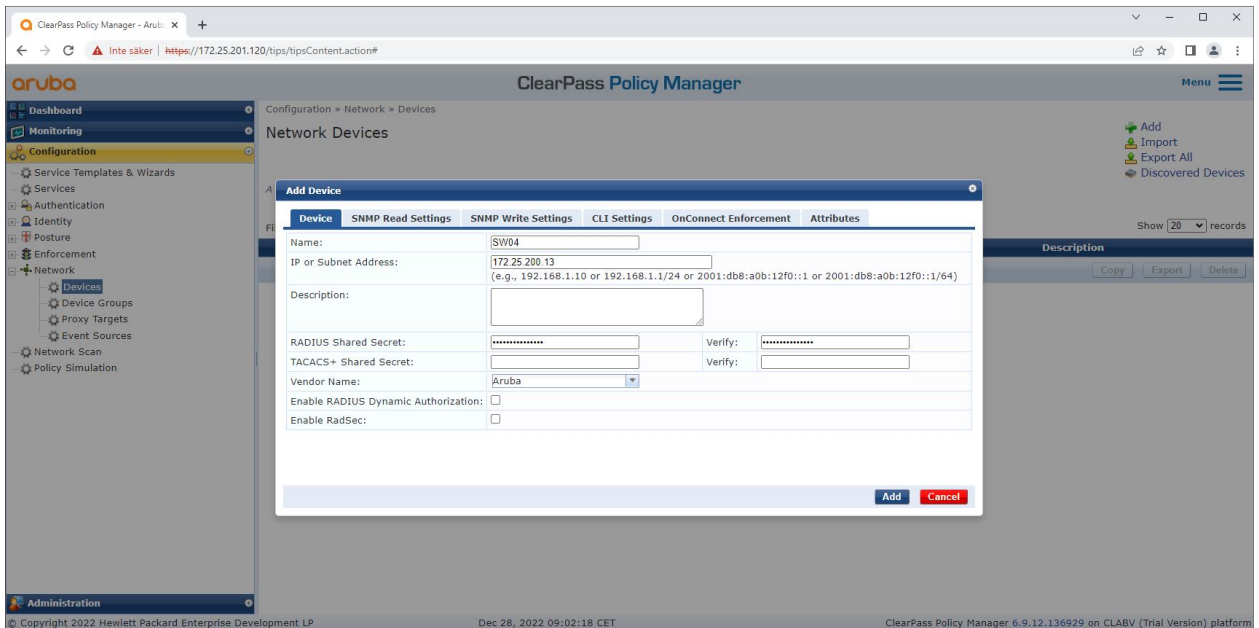 ClearPass Policy Manager - Arub
Inte säker | https://172.25.201.120/tips/tipsContent.action#
aruba
ClearPass Policy Manager
Menu
Dashboard
Monitoring
Configuration
Service Templates & Wizards
Services
Authentication
Identity
Posture
Enforcement
Network
Devices
Device Groups
Proxy Targets
Event Sources
Network Scan
Policy Simulation
Administration
Configuration » Network » Devices
Network Devices
Add
Import
Export All
Discovered Devices
A
Fi
Show 20 records
Description
Copy Export Delete
Add Device
Device SNMP Read Settings SNMP Write Settings CLI Settings OnConnect Enforcement Attributes
Name: SW04
IP or Subnet Address: 172.25.200.13
(e.g., 192.168.1.10 or 192.168.1.1/24 or 2001:db8:a0b:12f0::1 or 2001:db8:a0b:12f0::1/64)
Description:
RADIUS Shared Secret: ••••••••••••••• Verify: •••••••••••••••
TACACS+ Shared Secret: Verify:
Vendor Name: Aruba
Enable RADIUS Dynamic Authorization:
Enable RadSec:
Add Cancel
© Copyright 2022 Hewlett Packard Enterprise Development LP Dec 28, 2022 09:02:18 CET ClearPass Policy Manager 6.9.12.136929 on CLABV (Trial Version) platform